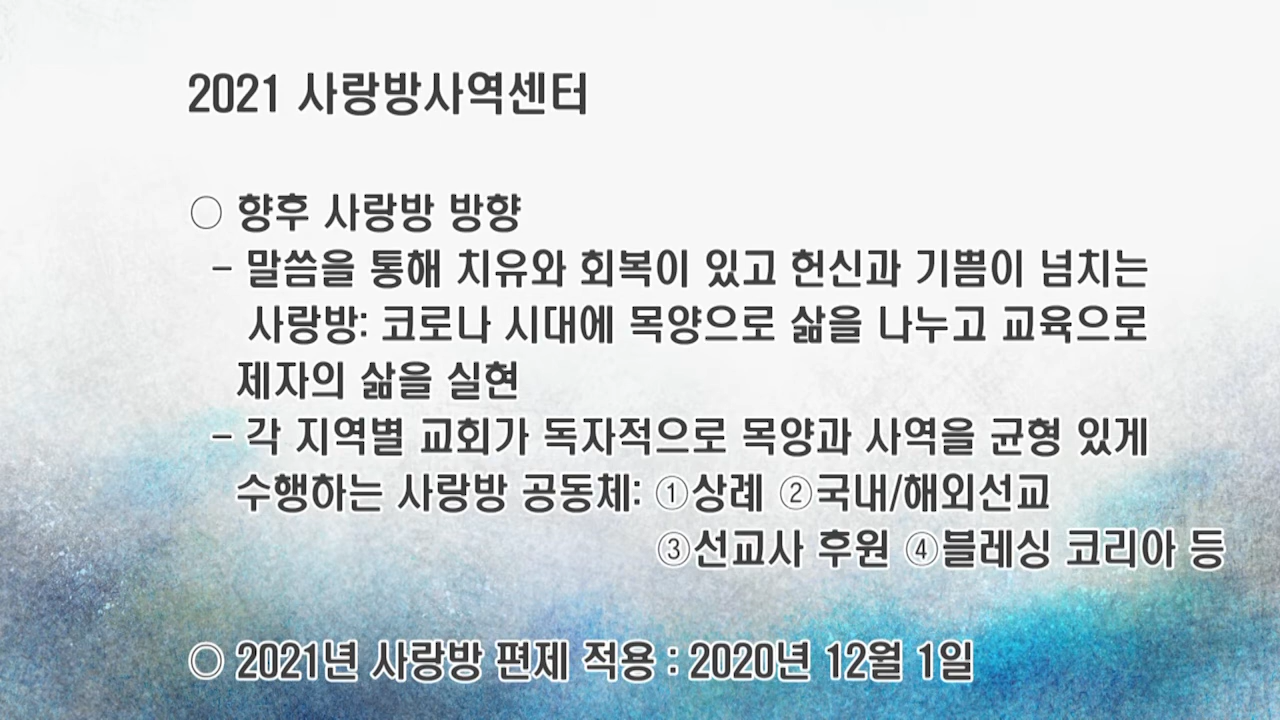 2021 사랑방사역센터
○ 향후 사랑방 방향
– 말씀을 통해 치유와 회복이 있고 헌신과 기쁨이 넘치는
사랑방: 코로나 시대에 목양으로 삶을 나누고 교육으로
제자의 삶을 실현
– 각 지역별 교회가 독자적으로 목양과 사역을 균형 있게
수행하는 사랑방 공동체: ①상례 ②국내/해외선교
③선교사 후원 ④블레싱 코리아 등
○ 2021년 사랑방 편제 적용 : 2020년 12월 1일